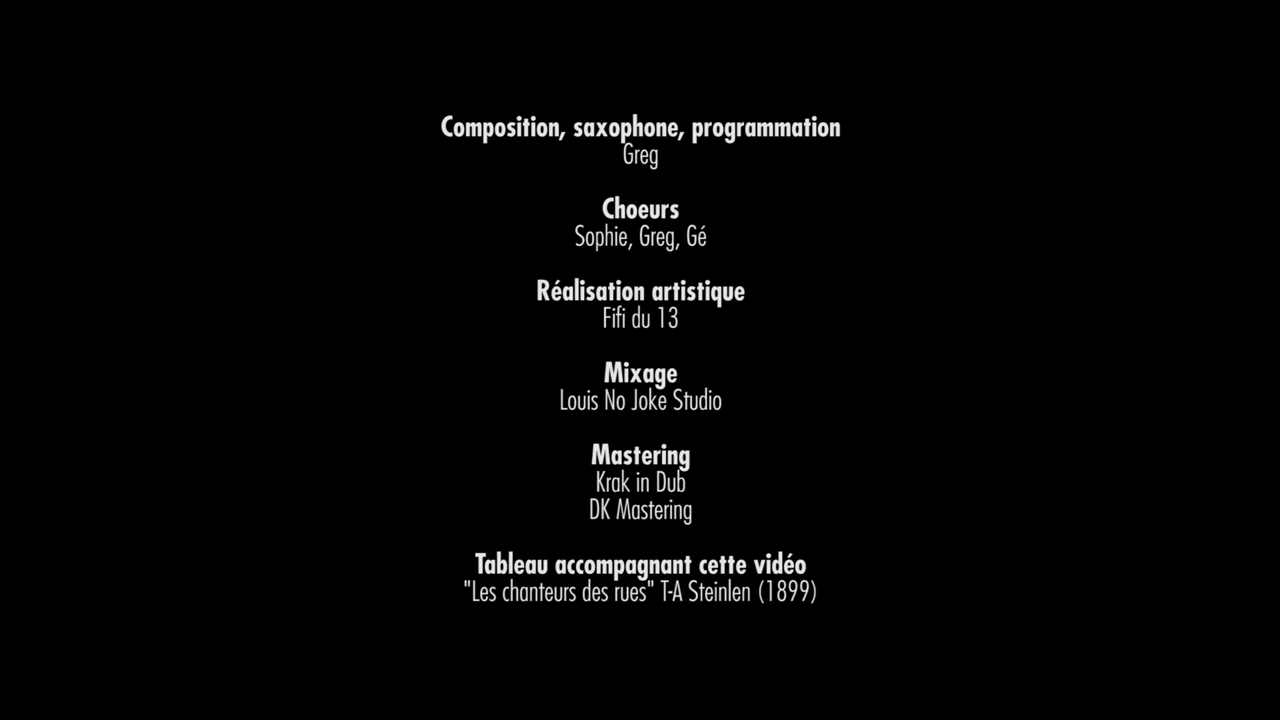 Composition, saxophone, programmation
Greg
Choeurs
Sophie, Greg, Gé
Réalisation artistique
Fifi du 13
Mixage
Louis No Joke Studio
Mastering
Krak in Dub
DK Mastering
Tableau accompagnant cette vidéo
"Les chanteurs des rues" T-A Steinlen (1899)